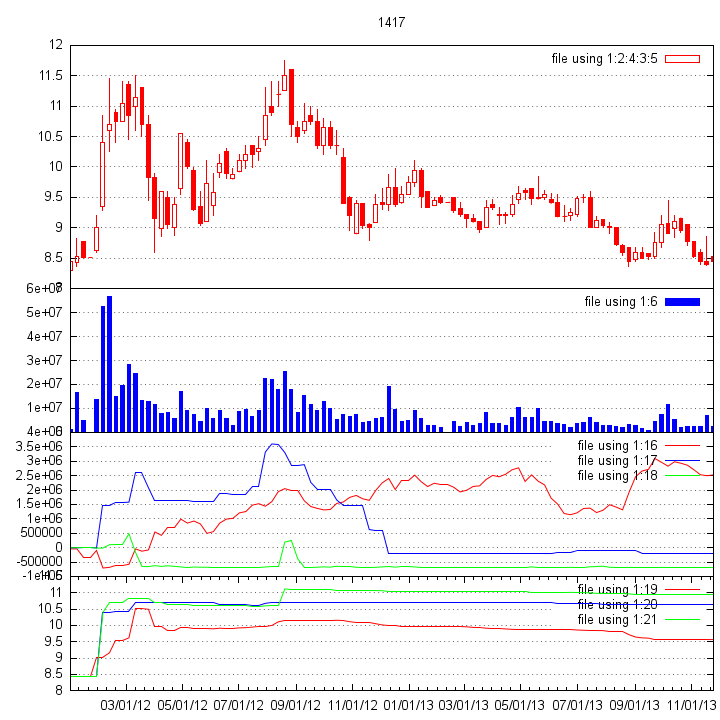 1417
12
file using 1:2:4:3:5
11.5
11
10.5
10
9.5
9
8.5
8
6e+07
file using 1:6
5e+07
4e+07
3e+07
2e+07
1e+07
0
4e+06
3.5e+06 file using 1:16
3e+06 file using 1:17
2.5e+06 file using 1:18
2e+06
1.5e+06
1e+06
500000
0
-500000
-1e+06
11 file using 1:19
10.5 file using 1:20
10 file using 1:21
9.5
9
8.5
8
03/01/12 05/01/12 07/01/12 09/01/12 11/01/12 01/01/13 03/01/13 05/01/13 07/01/13 09/01/13 11/01/13